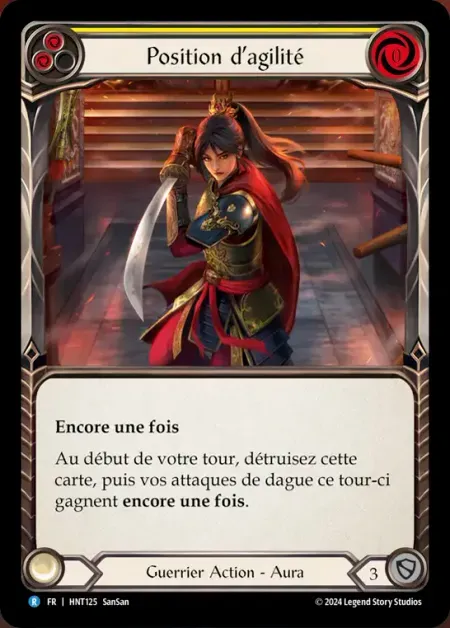 Position d'agilité
0
Encore une fois
Au début de votre tour, détruisez cette
carte, puis vos attaques de dague ce tour-ci
gagnent encore une fois.
Guerrier Action - Aura
3
R FR | HNT125 SanSan
© 2024 Legend Story Studios